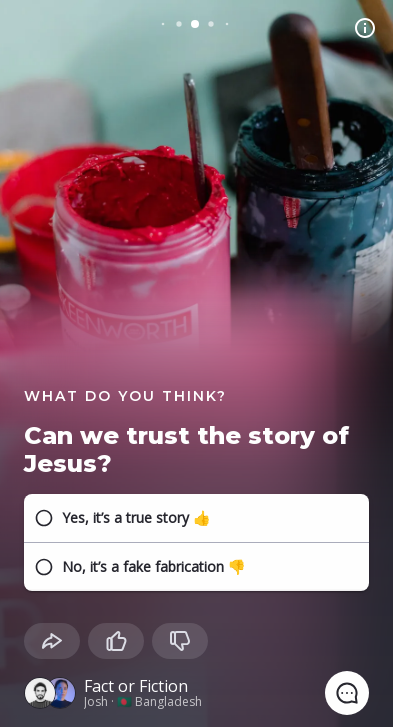 KEENWORTH
WHAT DO YOU THINK?
Can we trust the story of
Jesus?
Yes, it's a true story 👍
No, it's a fake fabrication 👎
Fact or Fiction
Josh · 🇧🇩 Bangladesh